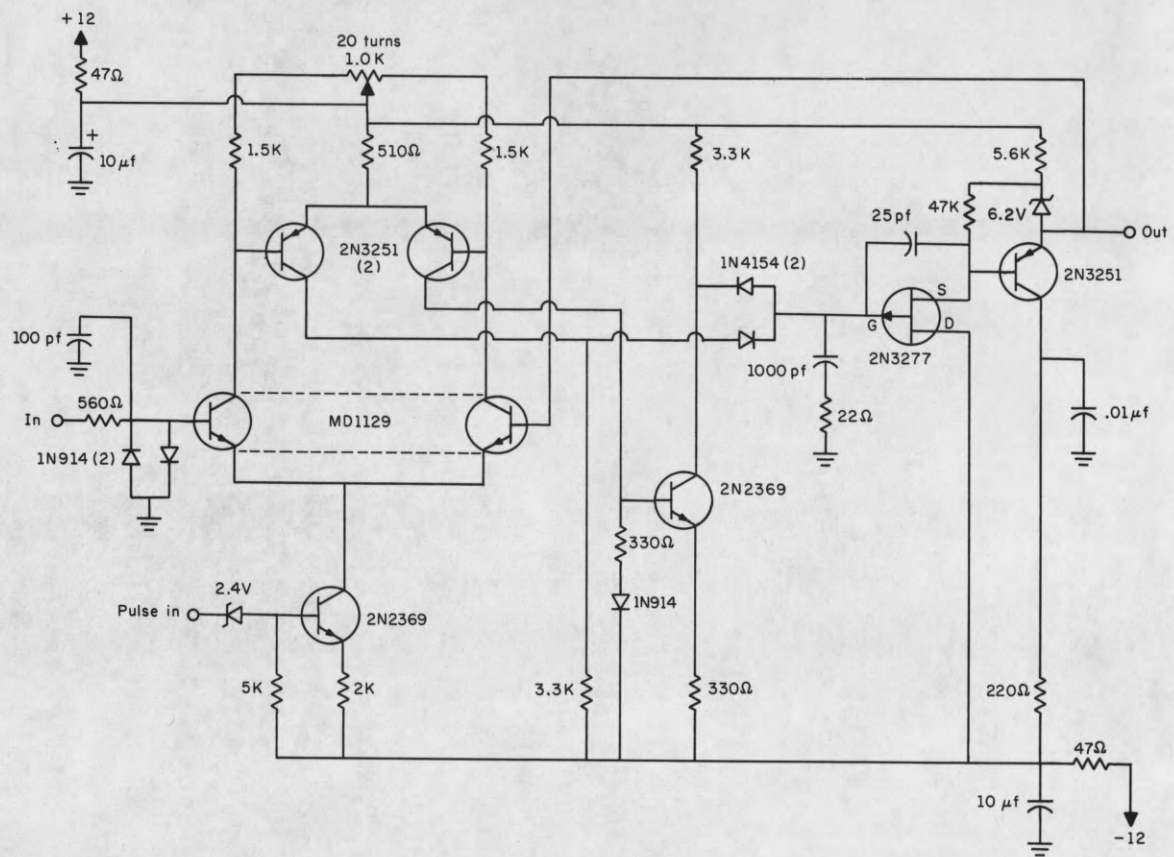 +12
20 turns
1.0K
47Ω
+
10μf
1.5K
510Ω
1.5K
3.3K
5.6K
25pf
47K
6.2V
Out
2N3251
(2)
1N4154 (2)
2N3251
S
G
D
2N3277
100 pf
1000 pf
In
560Ω
MD1129
22Ω
.01μf
1N914 (2)
2N2369
330Ω
2.4V
1N914
Pulse in
2N2369
5K
2K
3.3K
330Ω
220Ω
47Ω
10 μf
-12